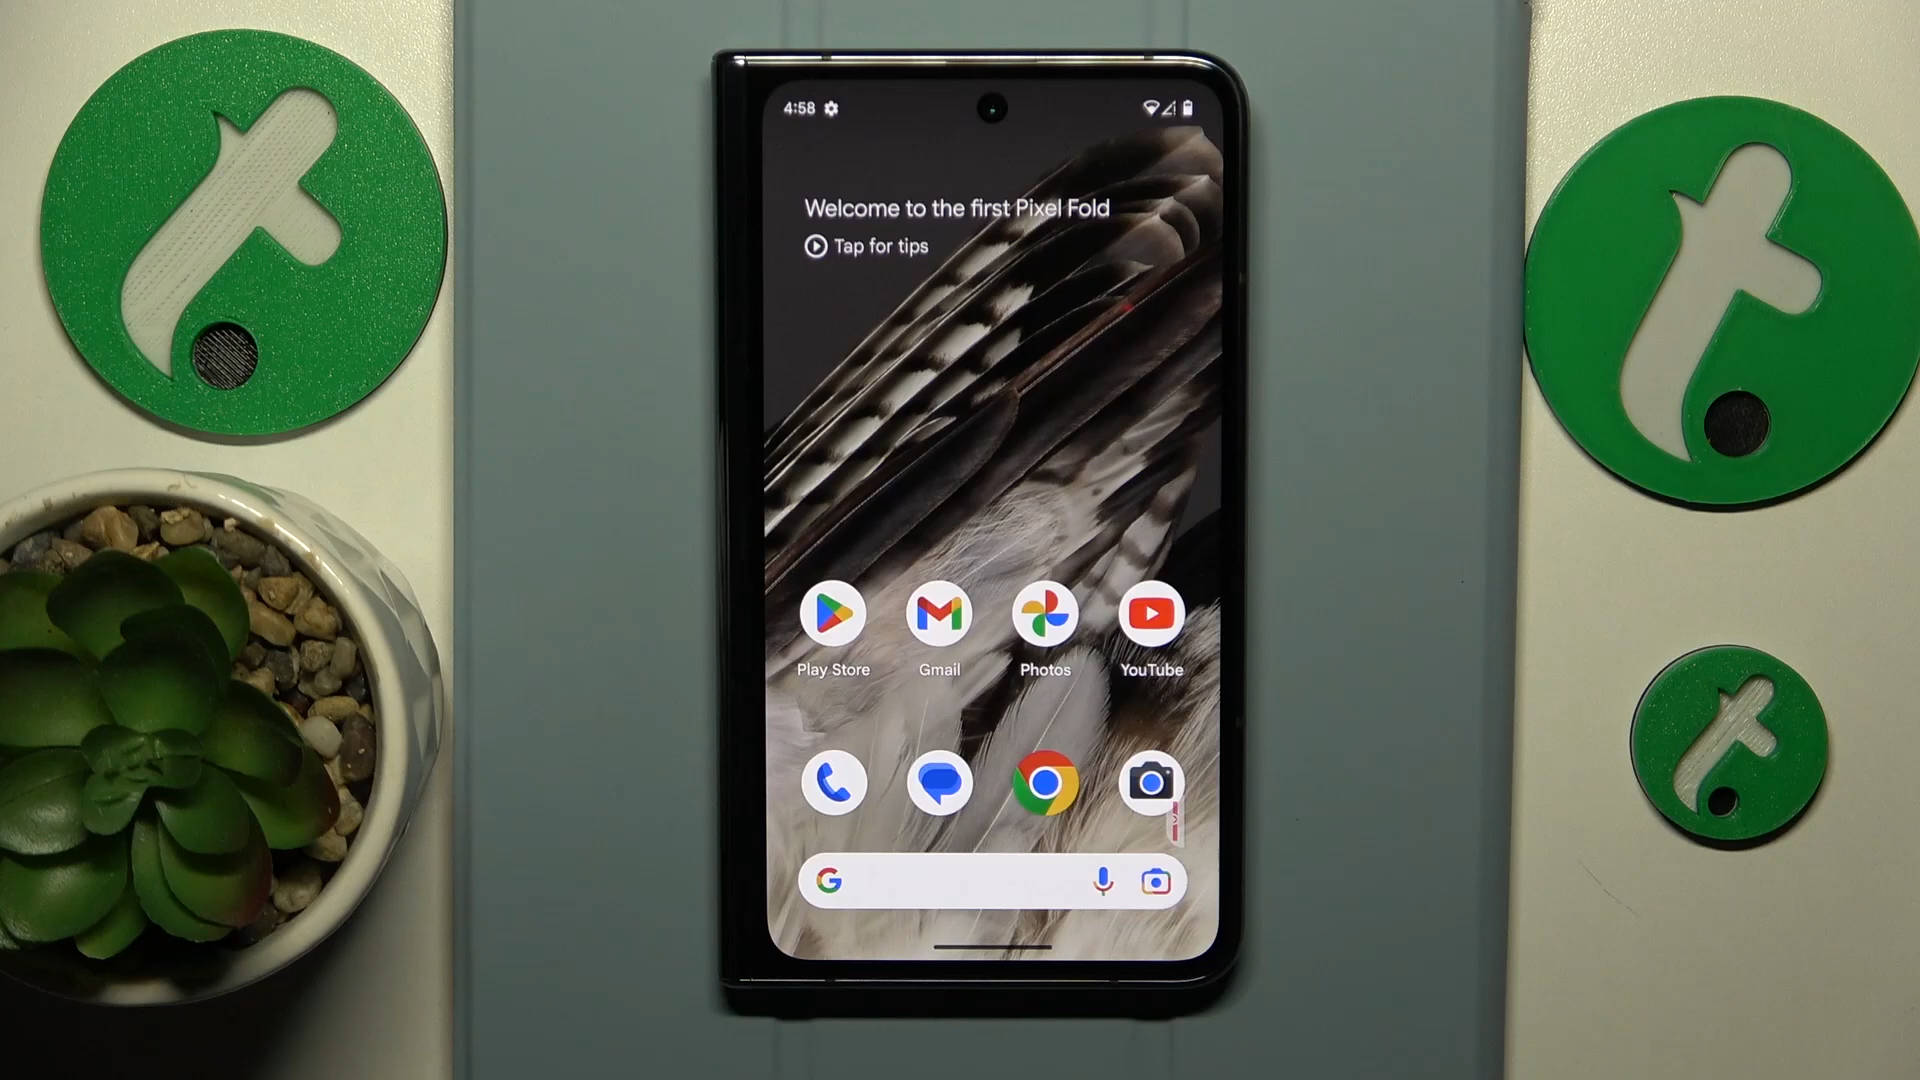 4:58
Welcome to the first Pixel Fold
Tap for tips
Play Store
Gmail
Photos
YouTube